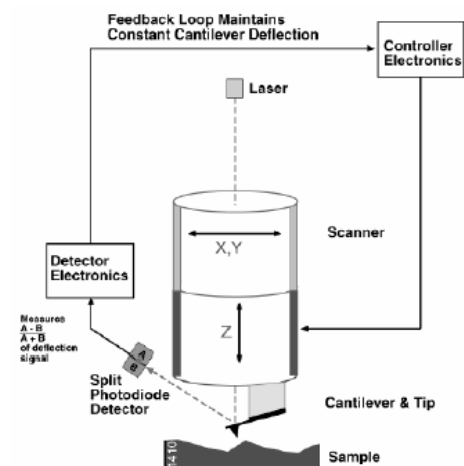 Feedback Loop Maintains
Constant Cantilever Deflection
Controller
Electronics
Laser
X,Y
Scanner
Detector
Electronics
Z
Measures
A - B
A + B
of deflection
signal
A
B
Split
Photodiode
Detector
Cantilever & Tip
1410
Sample